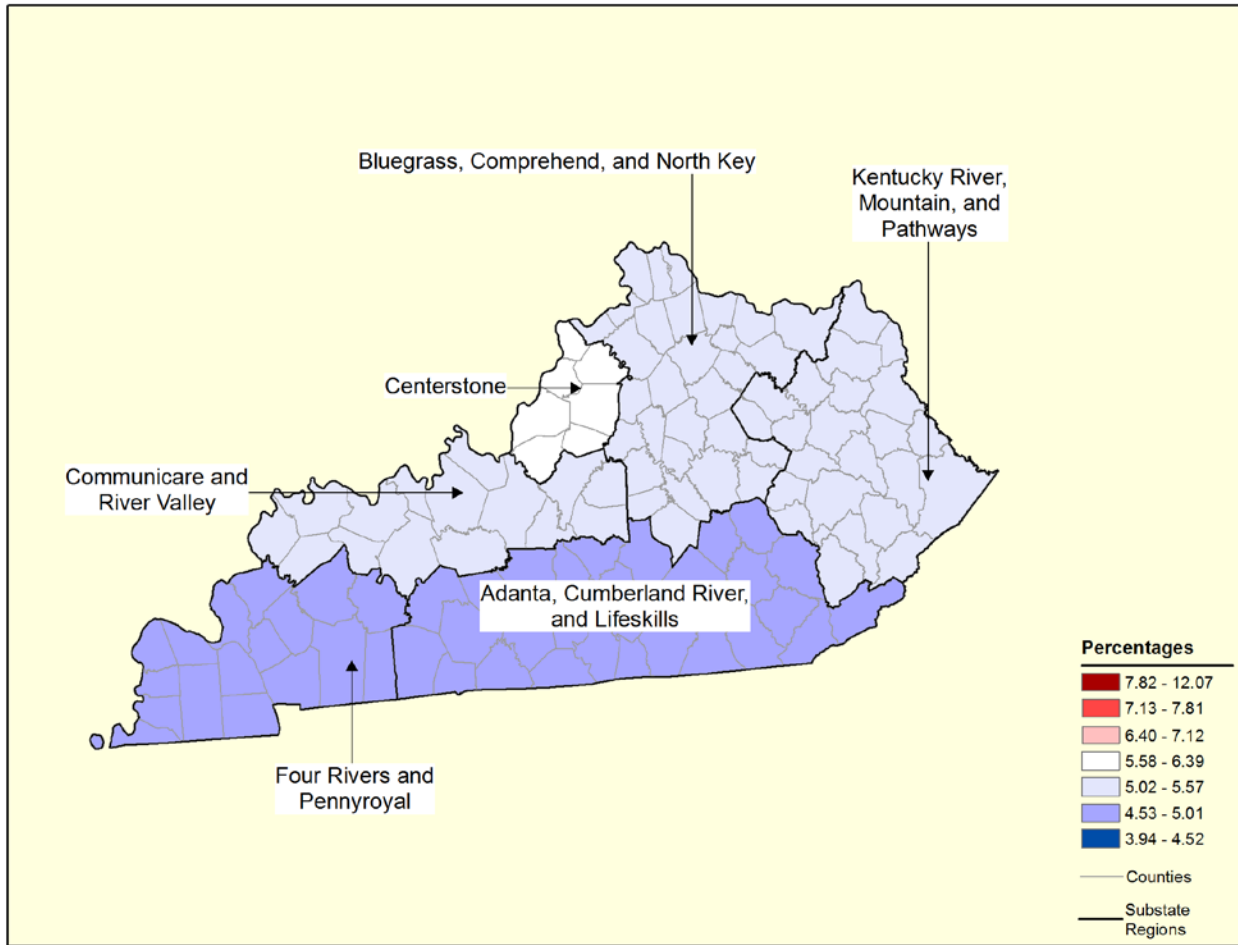 Bluegrass, Comprehend, and North Key
Kentucky River,
Mountain, and
Pathways
Centerstone
Communicare and
River Valley
Adanta, Cumberland River,
and Lifeskills
Four Rivers and
Pennyroyal
Percentages
7.82 - 12.07
7.13 - 7.81
6.40 - 7.12
5.58 - 6.39
5.02 - 5.57
4.53 - 5.01
3.94 - 4.52
Counties
Substate
Regions